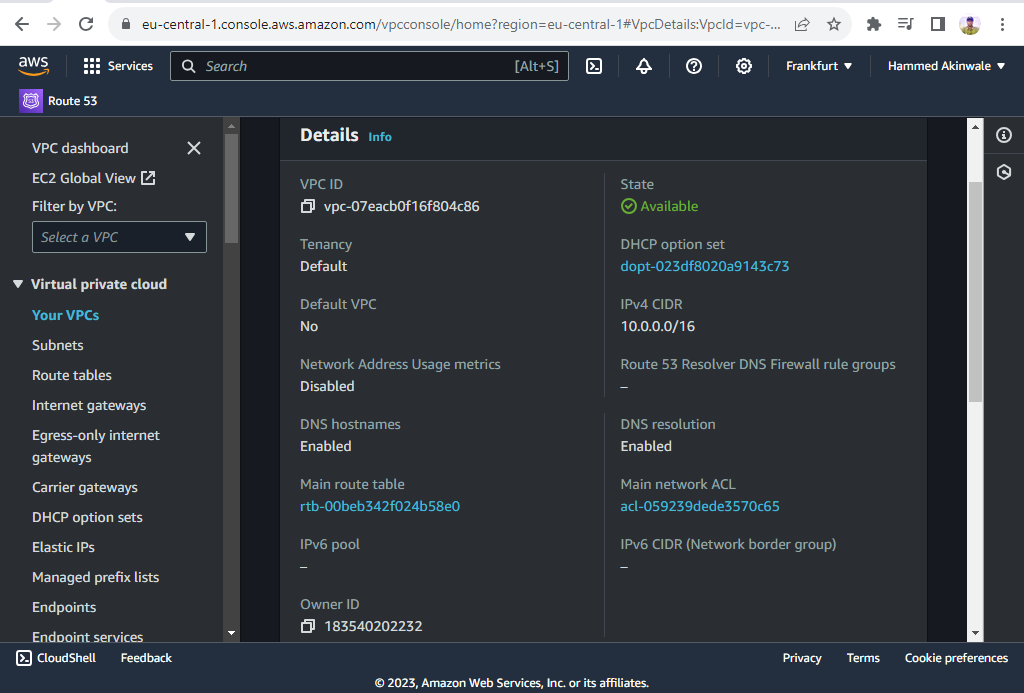 eu-central-1.console.aws.amazon.com/vpcconsole/home?region=eu-central-1#VpcDetails:VpcId=vpc-...
aws
Services
Search
[Alt+S]
Frankfurt
Hammed Akinwale
Route 53
VPC dashboard
EC2 Global View
Filter by VPC:
Select a VPC
Virtual private cloud
Your VPCs
Subnets
Route tables
Internet gateways
Egress-only internet
gateways
Carrier gateways
DHCP option sets
Elastic IPs
Managed prefix lists
Endpoints
Endpoint services
Details Info
VPC ID
vpc-07eacb0f16f804c86
State
Available
Tenancy
Default
DHCP option set
dopt-023df8020a9143c73
Default VPC
No
IPv4 CIDR
10.0.0.0/16
Network Address Usage metrics
Disabled
Route 53 Resolver DNS Firewall rule groups
–
DNS hostnames
Enabled
DNS resolution
Enabled
Main route table
rtb-00beb342f024b58e0
Main network ACL
acl-059239dede3570c65
IPv6 pool
–
IPv6 CIDR (Network border group)
–
Owner ID
183540202232
CloudShell
Feedback
Privacy
Terms
Cookie preferences
© 2023, Amazon Web Services, Inc. or its affiliates.